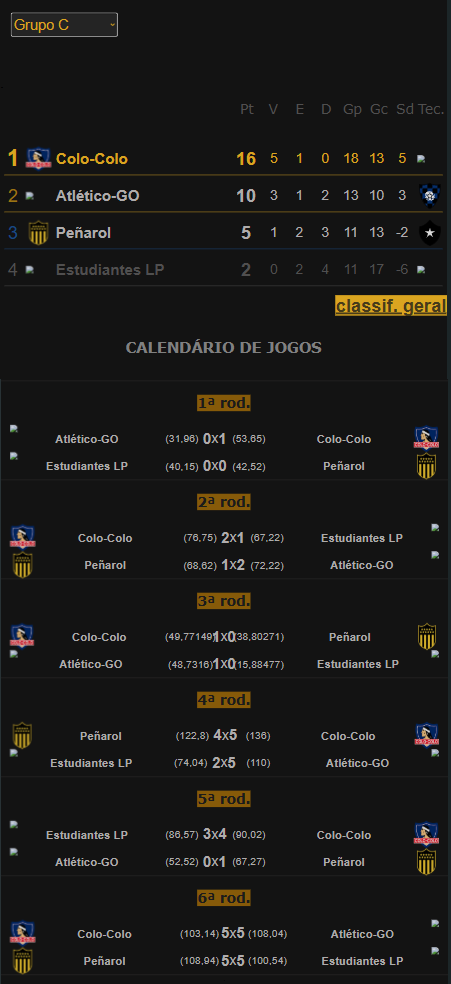 Grupo C
Pt V E D Gp Gc Sd Tec.
1 Colo-Colo 16 5 1 0 18 13 5
2 Atlético-GO 10 3 1 2 13 10 3
3 Peñarol 5 1 2 3 11 13 -2
4 Estudiantes LP 2 0 2 4 11 17 -6
classif. geral
CALENDÁRIO DE JOGOS
1ª rod.
Atlético-GO (31,96) 0X1 (53,65) Colo-Colo
Estudiantes LP (40,15) 0X0 (42,52) Peñarol
2ª rod.
Colo-Colo (76,75) 2X1 (67,22) Estudiantes LP
Peñarol (68,62) 1X2 (72,22) Atlético-GO
3ª rod.
Colo-Colo (49,77149) 1X0 (38,80271) Peñarol
Atlético-GO (48,7316) 1X0 (15,88477) Estudiantes LP
4ª rod.
Peñarol (122,8) 4X5 (136) Colo-Colo
Estudiantes LP (74,04) 2X5 (110) Atlético-GO
5ª rod.
Estudiantes LP (86,57) 3X4 (90,02) Colo-Colo
Atlético-GO (52,52) 0X1 (67,27) Peñarol
6ª rod.
Colo-Colo (103,14) 5X5 (108,04) Atlético-GO
Peñarol (108,94) 5X5 (100,54) Estudiantes LP